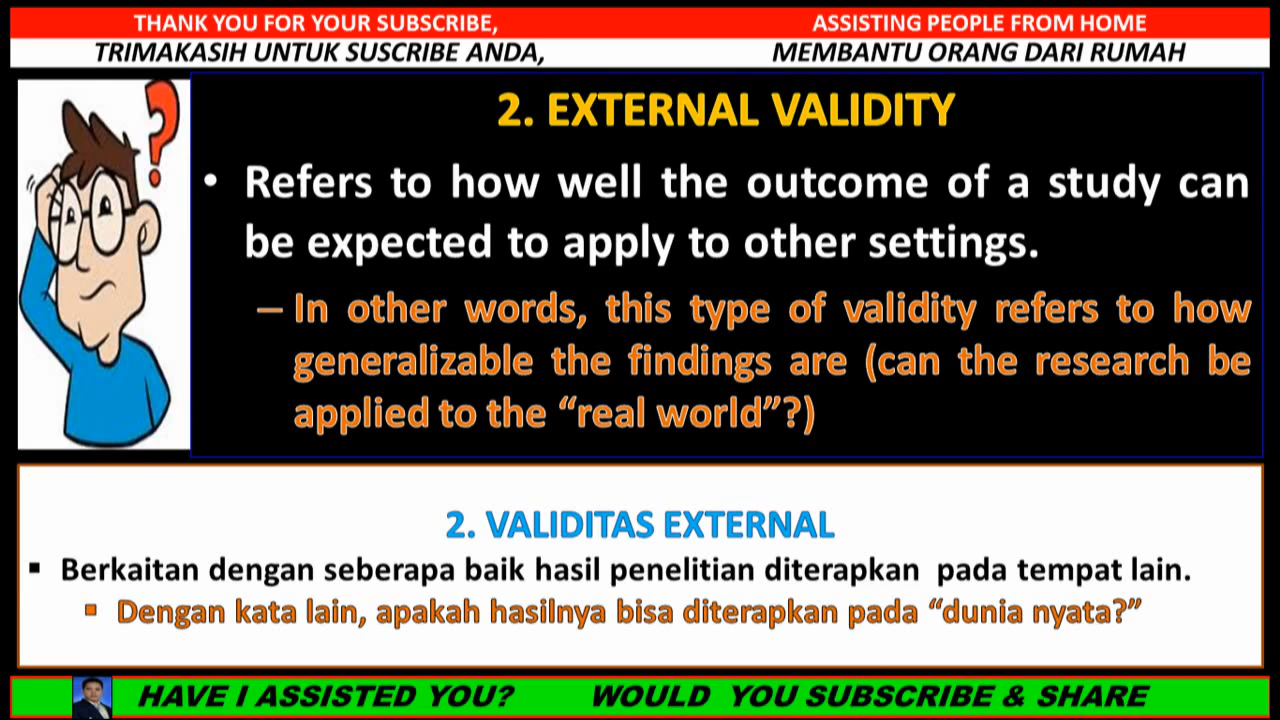 THANK YOU FOR YOUR SUBSCRIBE, ASSISTING PEOPLE FROM HOME
TRIMAKASIH UNTUK SUSCRIBE ANDA, MEMBANTU ORANG DARI RUMAH
?
2. EXTERNAL VALIDITY
• Refers to how well the outcome of a study can
be expected to apply to other settings.
– In other words, this type of validity refers to how
generalizable the findings are (can the research be
applied to the “real world”?)
2. VALIDITAS EXTERNAL
▪ Berkaitan dengan seberapa baik hasil penelitian diterapkan pada tempat lain.
▪ Dengan kata lain, apakah hasilnya bisa diterapkan pada “dunia nyata?”
HAVE I ASSISTED YOU? WOULD YOU SUBSCRIBE & SHARE